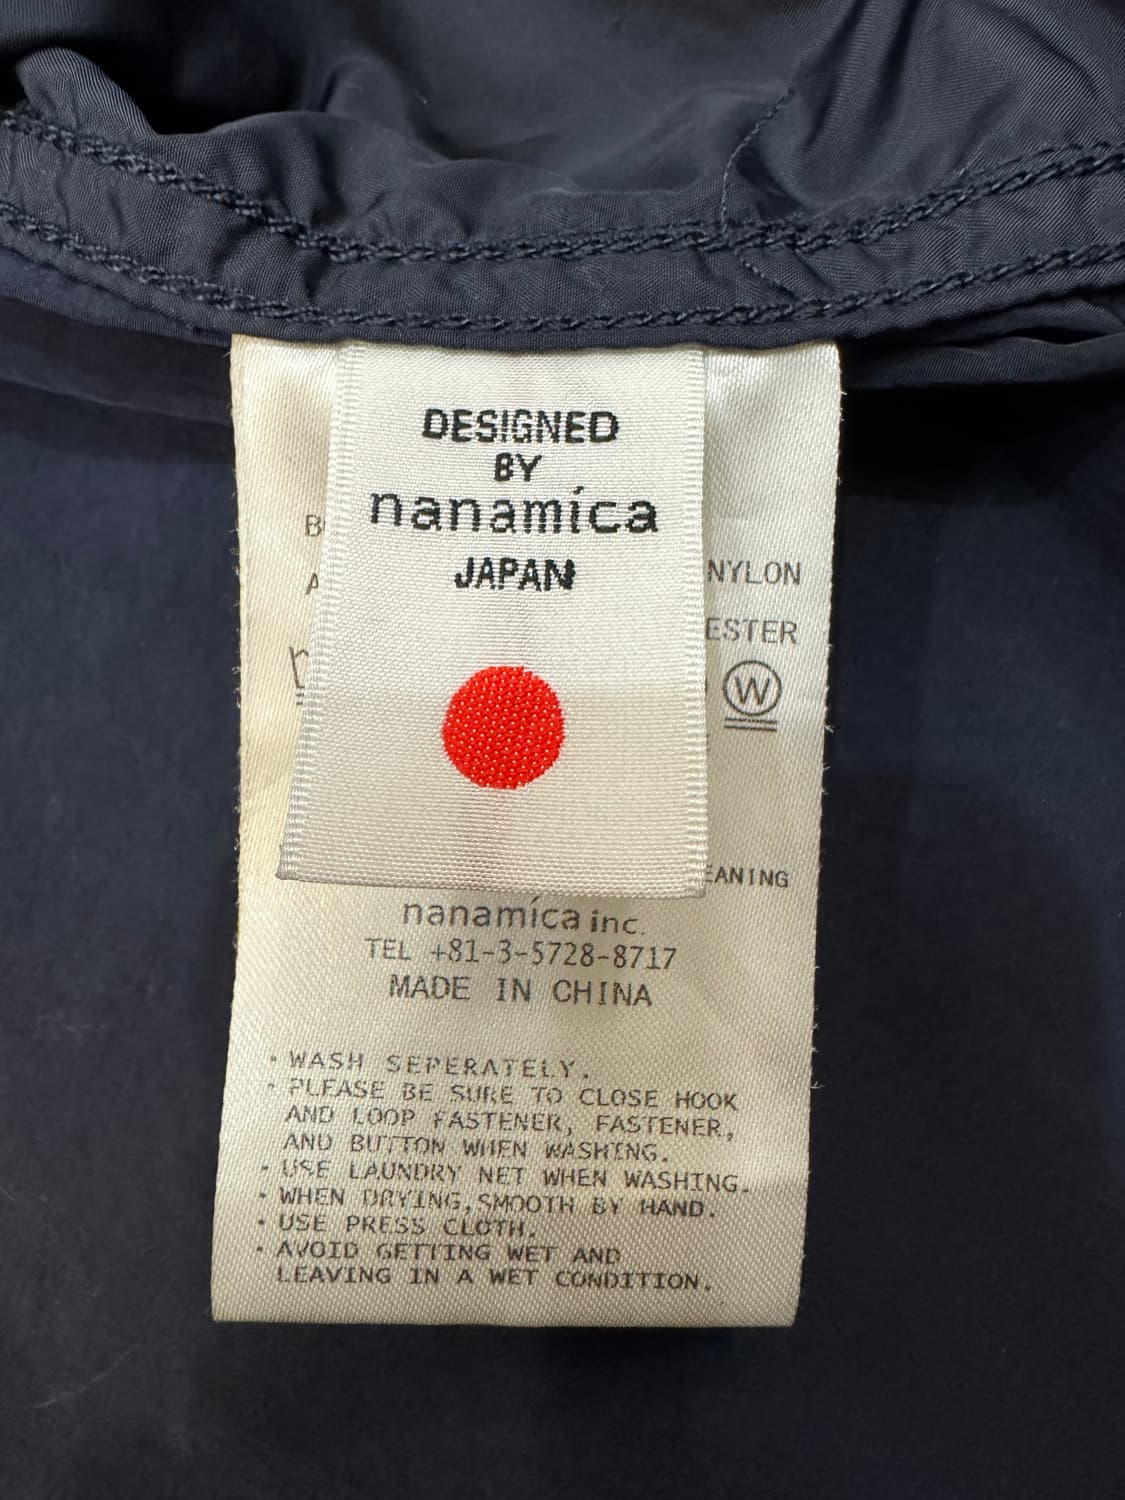 DESIGNED
BY
nanamíca
JAPAN
NYLON
ESTER
W
EANING
nanamíca inc.
TEL +81-3-5728-8717
MADE IN CHINA
・WASH SEPERATELY.
・PLEASE BE SURE TO CLOSE HOOK
AND LOOP FASTENER, FASTENER,
AND BUTTON WHEN WASHING.
・USE LAUNDRY NET WHEN WASHING.
・WHEN DRYING,SMOOTH BY HAND.
・USE PRESS CLOTH.
・AVOID GETTING WET AND
LEAVING IN A WET CONDITION.